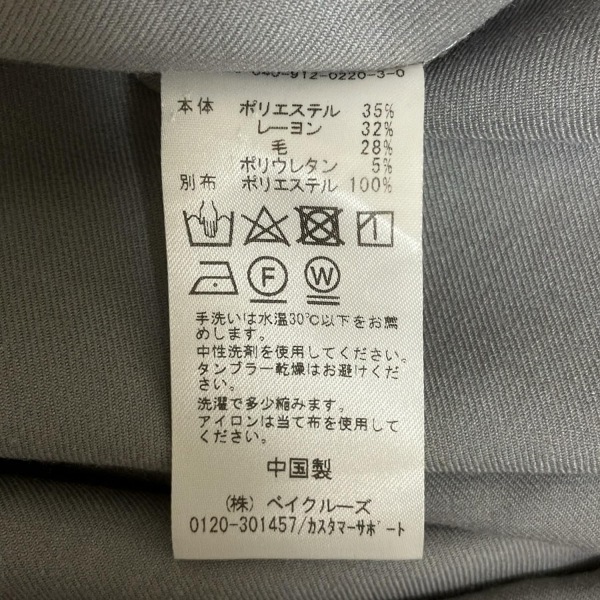 040-912-0220-3-0
本体 ポリエステル 35%
レーヨン 32%
毛 28%
ポリウレタン 5%
別布 ポリエステル 100%
F W
手洗いは水温30℃以下をお薦
めします。
中性洗剤を使用してください。
タンブラー乾燥はお避けくだ
さい。
洗濯で多少縮みます。
アイロンは当て布を使用して
ください。
中国製
(株) ベイクルーズ
0120-301457/カスタマーサポート